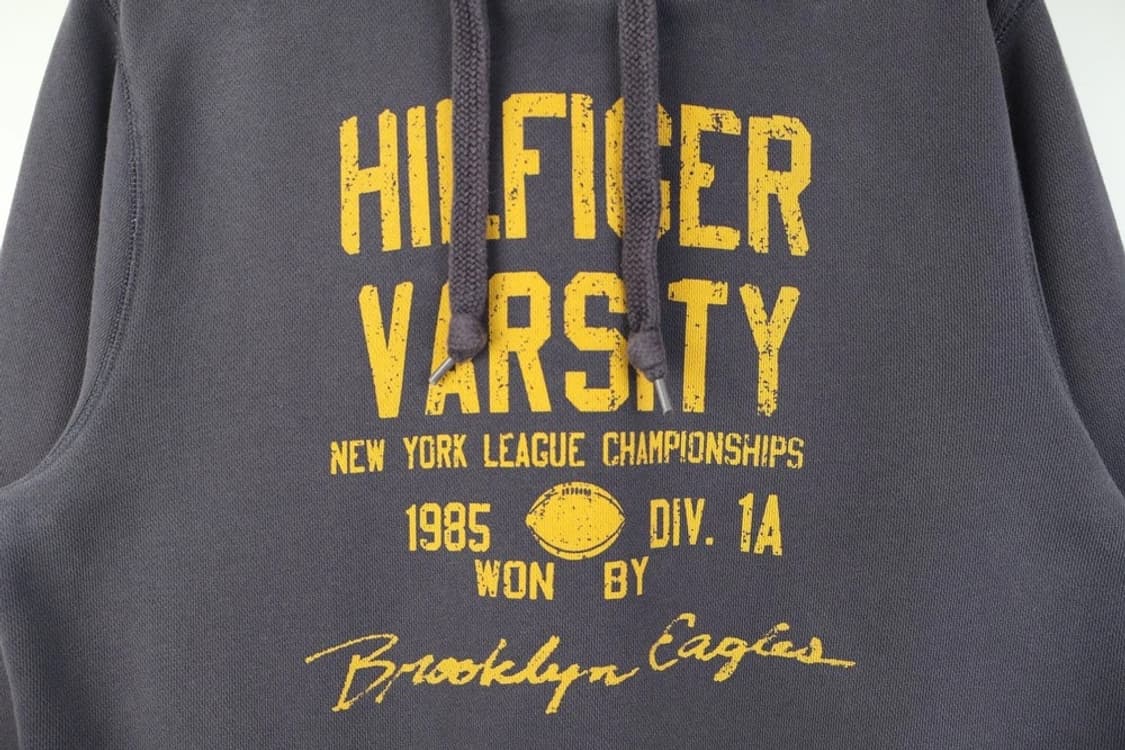 HILFIGER
VARSITY
NEW YORK LEAGUE CHAMPIONSHIPS
1985 DIV. 1A
WON BY
Brooklyn Eagles